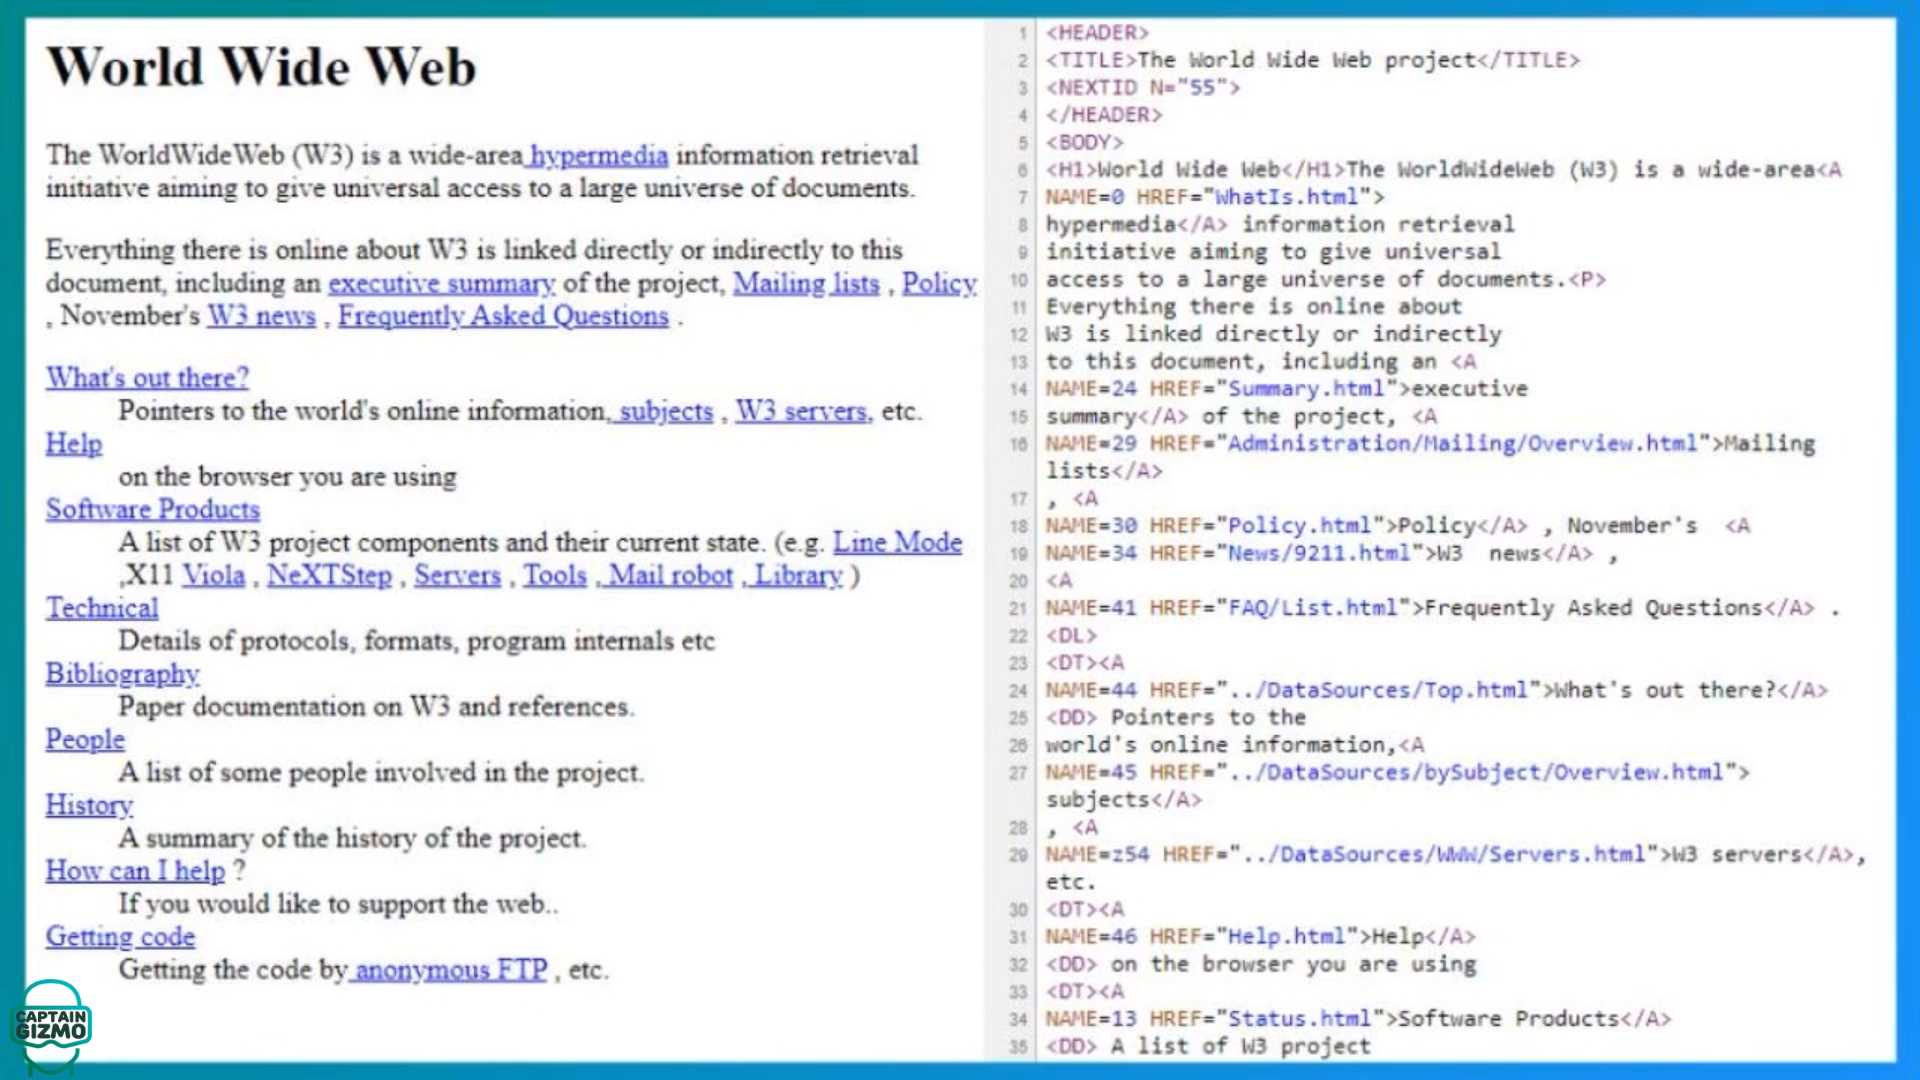 World Wide Web
The WorldWideWeb (W3) is a wide-area hypermedia information retrieval
initiative aiming to give universal access to a large universe of documents.
Everything there is online about W3 is linked directly or indirectly to this
document, including an executive summary of the project, Mailing lists , Policy
, November's W3 news , Frequently Asked Questions .
What's out there?
Pointers to the world's online information, subjects , W3 servers, etc.
Help
on the browser you are using
Software Products
A list of W3 project components and their current state. (e.g. Line Mode
,X11 Viola , NeXTStep , Servers , Tools , Mail robot , Library )
Technical
Details of protocols, formats, program internals etc
Bibliography
Paper documentation on W3 and references.
People
A list of some people involved in the project.
History
A summary of the history of the project.
How can I help ?
If you would like to support the web..
Getting code
Getting the code by anonymous FTP , etc.
CAPTAIN
GIZMO
1 <HEADER>
2 <TITLE>The World Wide Web project</TITLE>
3 <NEXTID N="55">
4 </HEADER>
5 <BODY>
6 <H1>World Wide Web</H1>The WorldWideWeb (W3) is a wide-area<A
7 NAME=0 HREF="WhatIs.html">
8 hypermedia</A> information retrieval
9 initiative aiming to give universal
10 access to a large universe of documents.<P>
11 Everything there is online about
12 W3 is linked directly or indirectly
13 to this document, including an <A
14 NAME=24 HREF="Summary.html">executive
15 summary</A> of the project, <A
16 NAME=29 HREF="Administration/Mailing/Overview.html">Mailing
lists</A>
17 , <A
18 NAME=30 HREF="Policy.html">Policy</A> , November's  <A
19 NAME=34 HREF="News/9211.html">W3  news</A> ,
20 <A
21 NAME=41 HREF="FAQ/List.html">Frequently Asked Questions</A> .
22 <DL>
23 <DT><A
24 NAME=44 HREF="../DataSources/Top.html">What's out there?</A>
25 <DD> Pointers to the
26 world's online information,<A
27 NAME=45 HREF="../DataSources/bySubject/Overview.html">
subjects</A>
28 , <A
29 NAME=z54 HREF="../DataSources/WWW/Servers.html">W3 servers</A>,
etc.
30 <DT><A
31 NAME=46 HREF="Help.html">Help</A>
32 <DD> on the browser you are using
33 <DT><A
34 NAME=13 HREF="Status.html">Software Products</A>
35 <DD> A list of W3 project